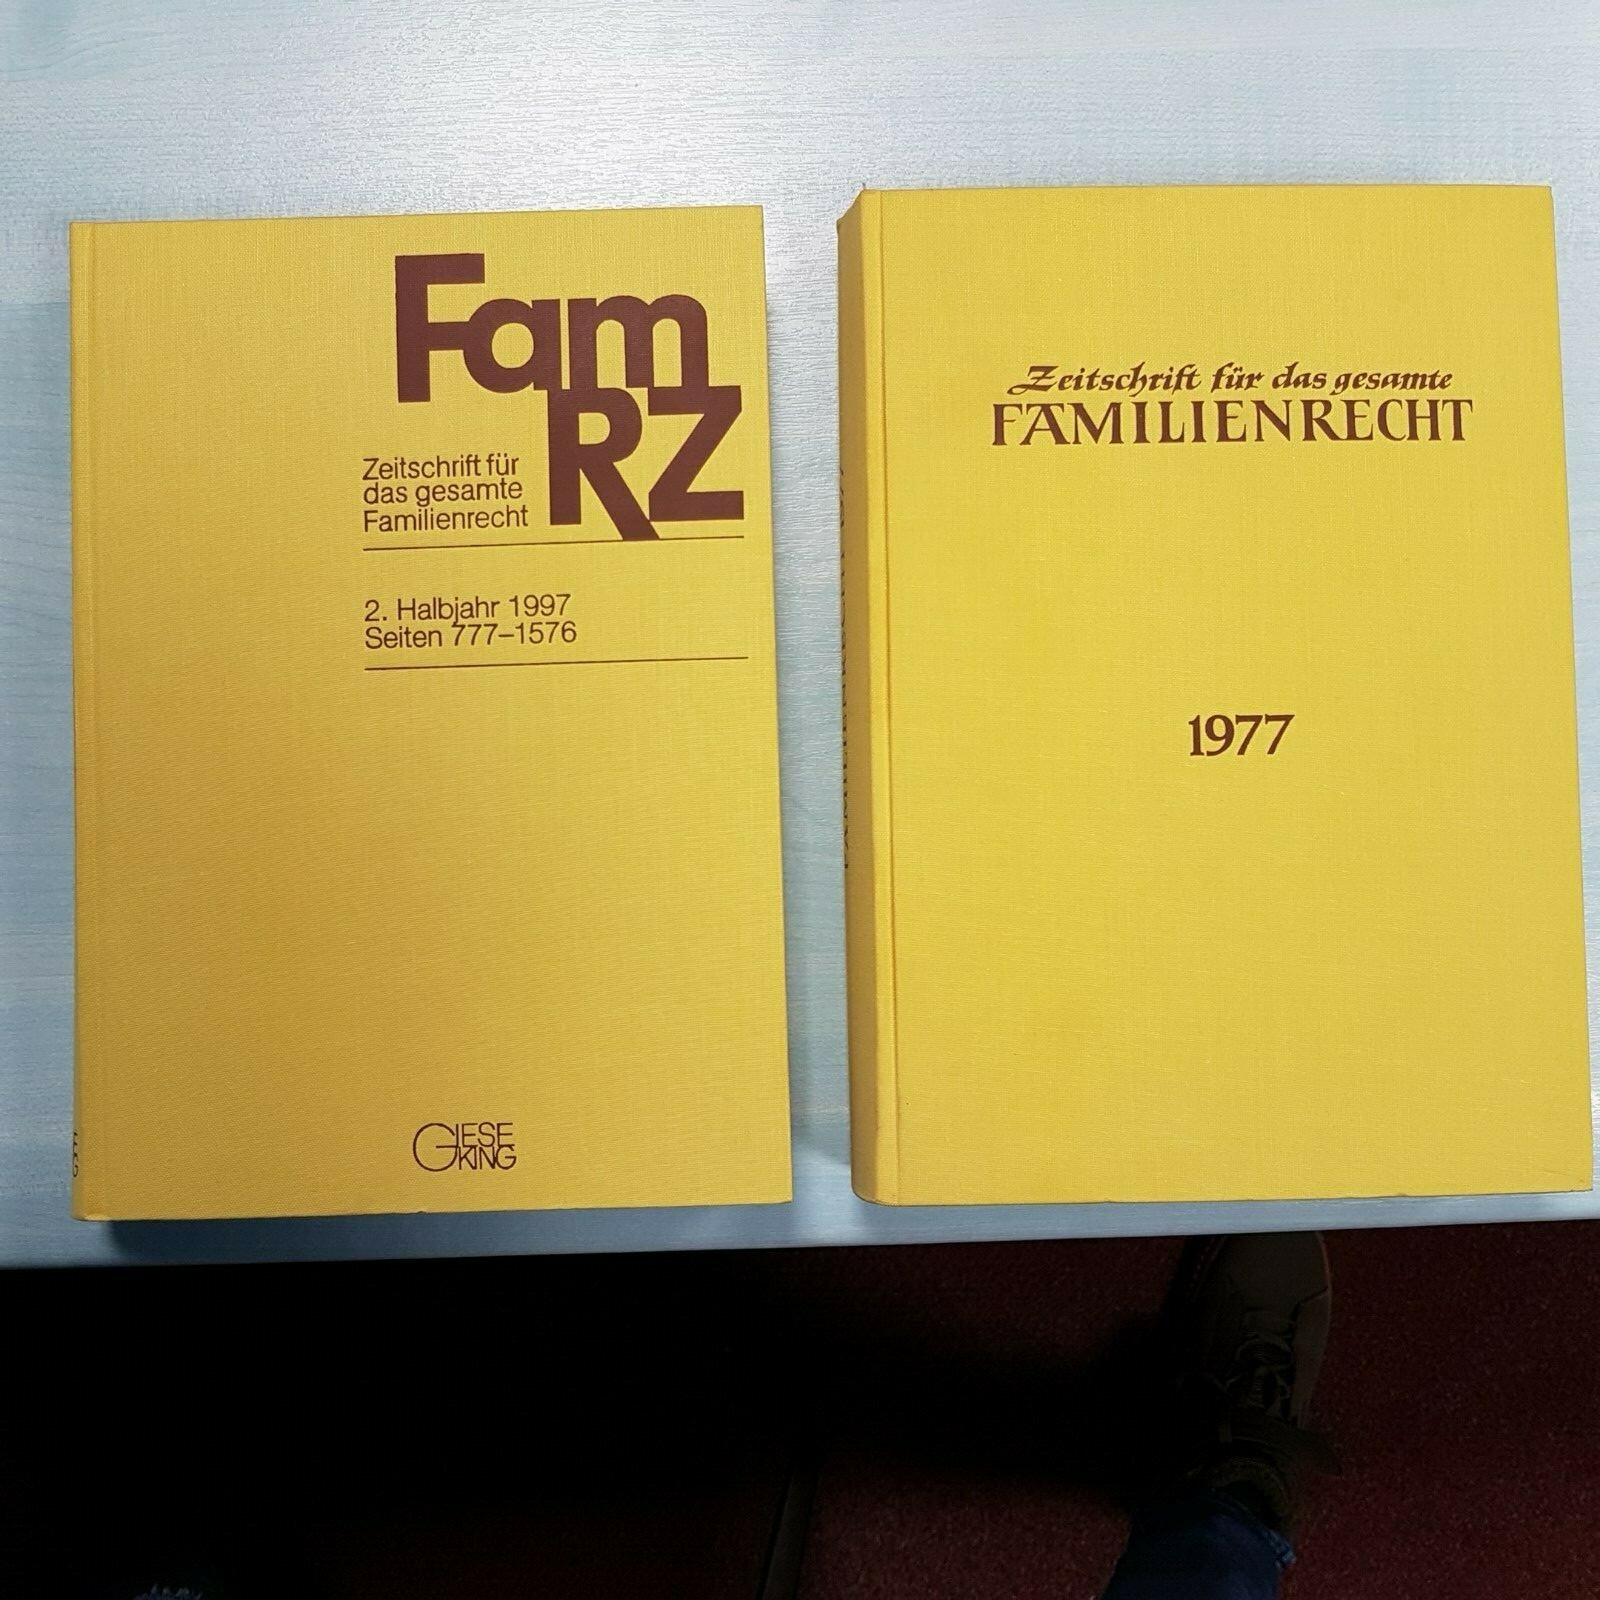 Fam
RZ
Zeitschrift für
das gesamte
Familienrecht
2. Halbjahr 1997
Seiten 777–1576
GIESE
KING
Zeitschrift für das gesamte
FAMILIENRECHT
1977